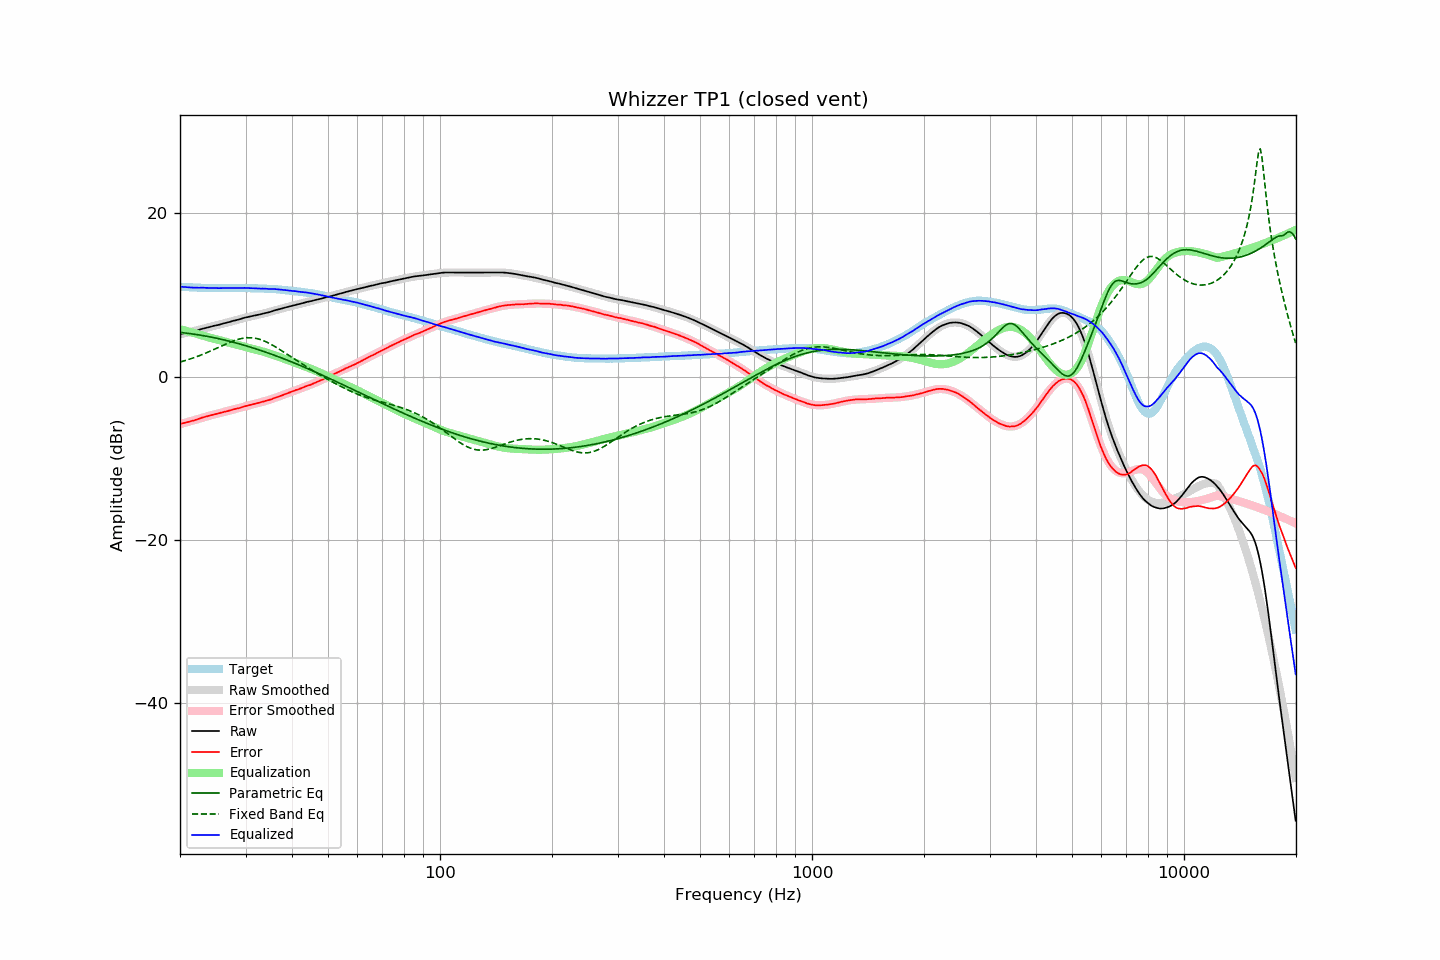 Whizzer TP1 (closed vent)
20
0
−20
−40
Amplitude (dBr)
Target
Raw Smoothed
Error Smoothed
Raw
Error
Equalization
Parametric Eq
Fixed Band Eq
Equalized
100
1000
10000
Frequency (Hz)